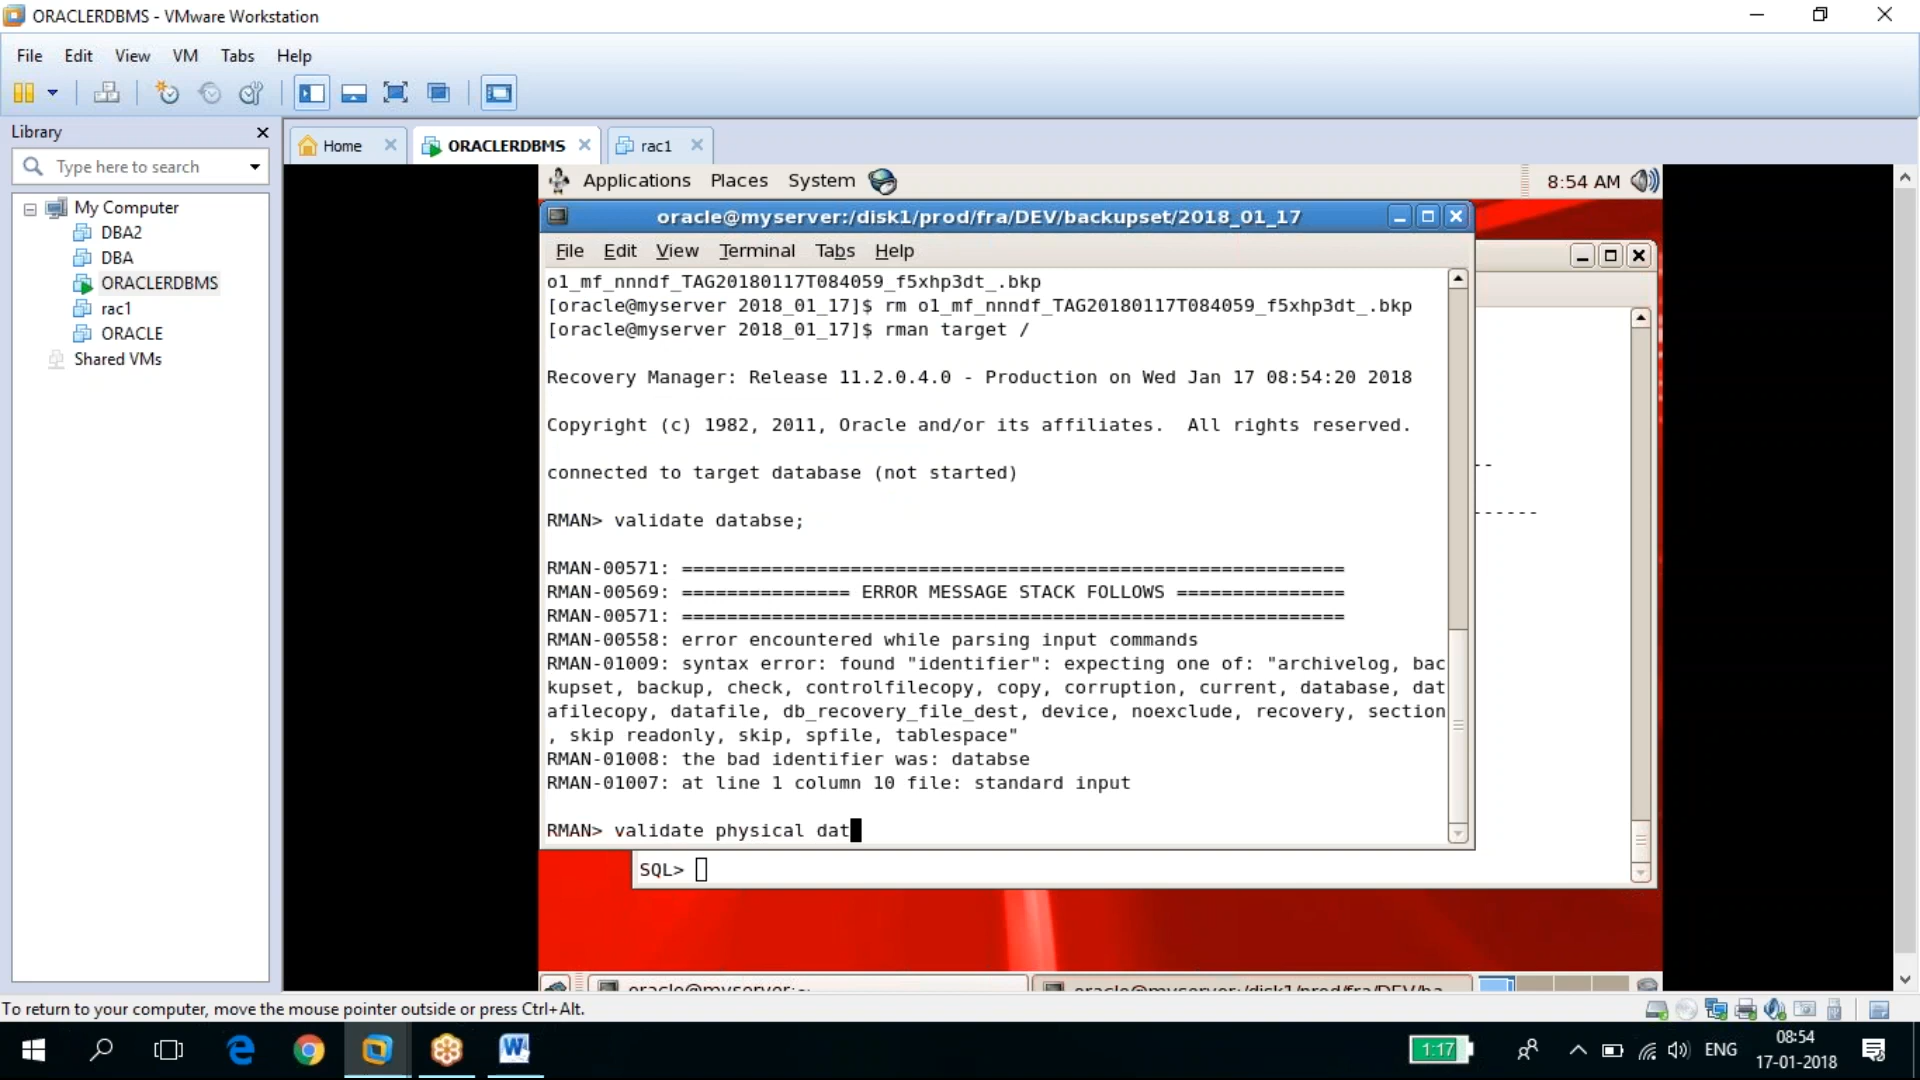 ORACLERDBMS - VMware Workstation
File Edit View VM Tabs Help
Library
Type here to search
My Computer
DBA2
DBA
ORACLERDBMS
rac1
ORACLE
Shared VMs
Home ORACLERDBMS rac1
Applications Places System 8:54 AM
oracle@myserver:/disk1/prod/fra/DEV/backupset/2018_01_17
File Edit View Terminal Tabs Help
o1_mf_nnndf_TAG20180117T084059_f5xhp3dt_.bkp
[oracle@myserver 2018_01_17]$ rm o1_mf_nnndf_TAG20180117T084059_f5xhp3dt_.bkp
[oracle@myserver 2018_01_17]$ rman target /
Recovery Manager: Release 11.2.0.4.0 - Production on Wed Jan 17 08:54:20 2018
Copyright (c) 1982, 2011, Oracle and/or its affiliates.  All rights reserved.
connected to target database (not started)
RMAN> validate databse;
RMAN-00571: ===========================================================
RMAN-00569: =============== ERROR MESSAGE STACK FOLLOWS ===============
RMAN-00571: ===========================================================
RMAN-00558: error encountered while parsing input commands
RMAN-01009: syntax error: found "identifier": expecting one of: "archivelog, bac
kupset, backup, check, controlfilecopy, copy, corruption, current, database, dat
afilecopy, datafile, db_recovery_file_dest, device, noexclude, recovery, section
, skip readonly, skip, spfile, tablespace"
RMAN-01008: the bad identifier was: databse
RMAN-01007: at line 1 column 10 file: standard input
RMAN> validate physical dat
SQL>
oracle@myserver:~ oracle@myserver:/disk1/prod/fra/DEV/ba
To return to your computer, move the mouse pointer outside or press Ctrl+Alt.
1:17 ENG 08:54
17-01-2018